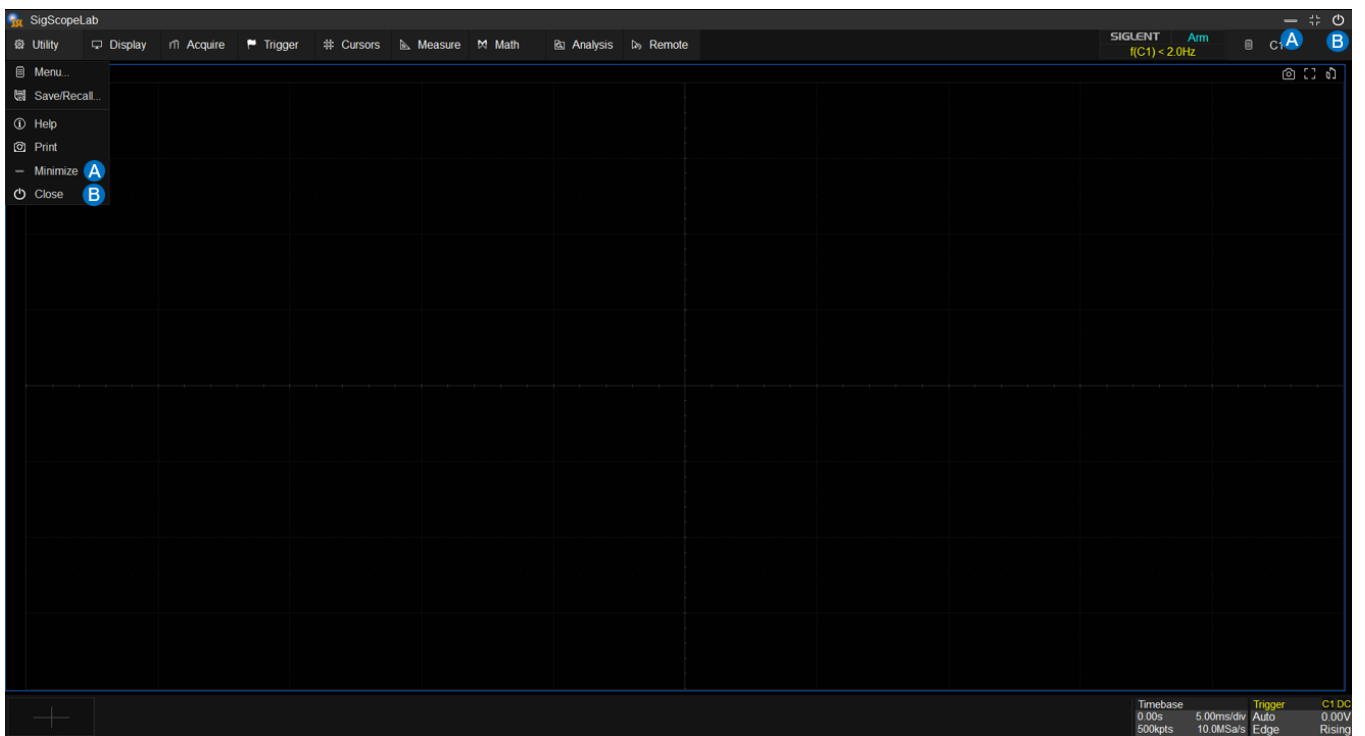 SigScopeLab
Utility Display Acquire Trigger Cursors Measure Math Analysis Remote
SIGLENT Arm
f(C1) < 2.0Hz
C1 A B
Menu...
Save/Recall...
Help
Print
Minimize A
Close B
Timebase
0.00s 5.00ms/div
500kpts 10.0MSa/s
Trigger C1 DC
Auto 0.00V
Edge Rising